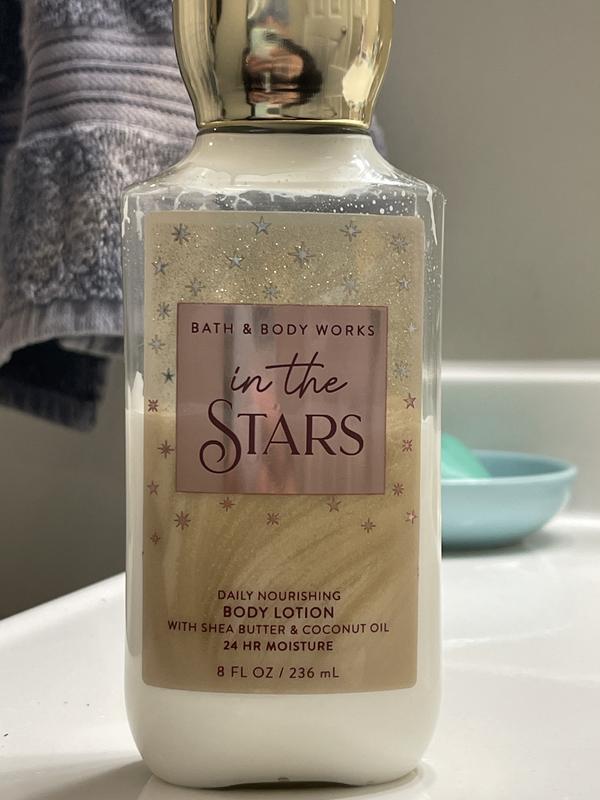 BATH & BODY WORKS
in the
STARS
DAILY NOURISHING
BODY LOTION
WITH SHEA BUTTER & COCONUT OIL
24 HR MOISTURE
8 FL OZ / 236 mL